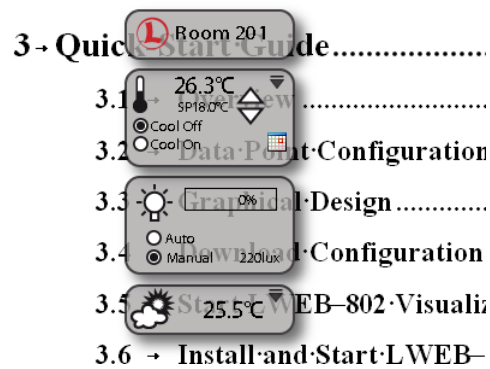 3→Quick Start Guide
Room 201
26.3°C
SP18.0°C
Cool Off
Cool On
3.1 → Overview
3.2 → Data·Point·Configuration
3.3 Graphical·Design
0%
Auto
Manual 220lux
3.4 Download·Configuration
3.5 Start LWEB–802·Visualiz
25.5°C
3.6 → Install·and·Start·LWEB–